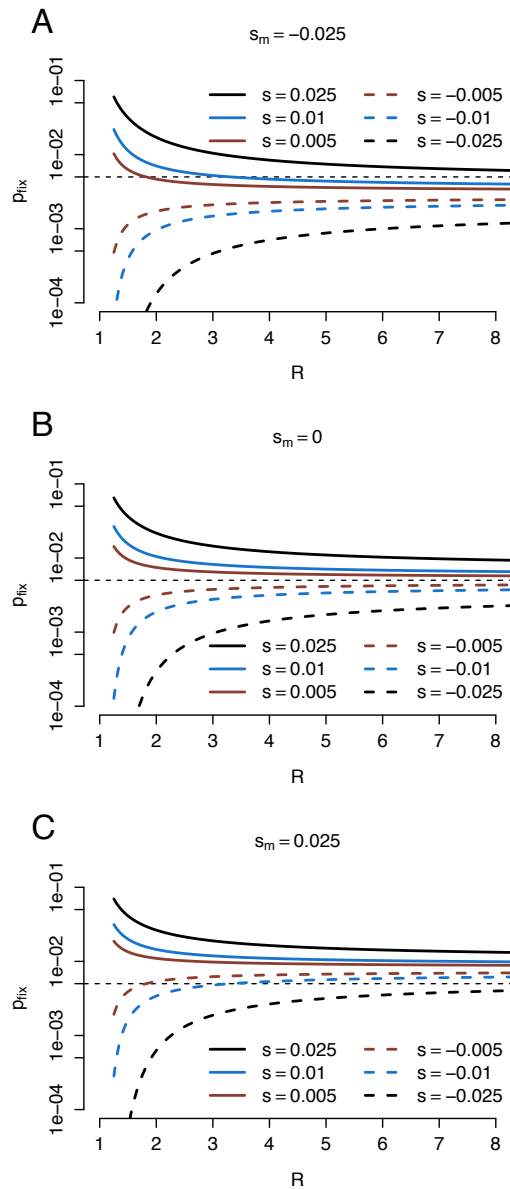 A
sₘ = −0.025
1e−01
s = 0.025 s = −0.005
s = 0.01 s = −0.01
1e−02
s = 0.005 s = −0.025
p_fix
1e−03
1e−04
1 2 3 4 5 6 7 8
R
B
sₘ = 0
1e−01
1e−02
p_fix
1e−03
s = 0.025 s = −0.005
s = 0.01 s = −0.01
s = 0.005 s = −0.025
1e−04
1 2 3 4 5 6 7 8
R
C
sₘ = 0.025
1e−01
1e−02
p_fix
1e−03
s = 0.025 s = −0.005
s = 0.01 s = −0.01
s = 0.005 s = −0.025
1e−04
1 2 3 4 5 6 7 8
R